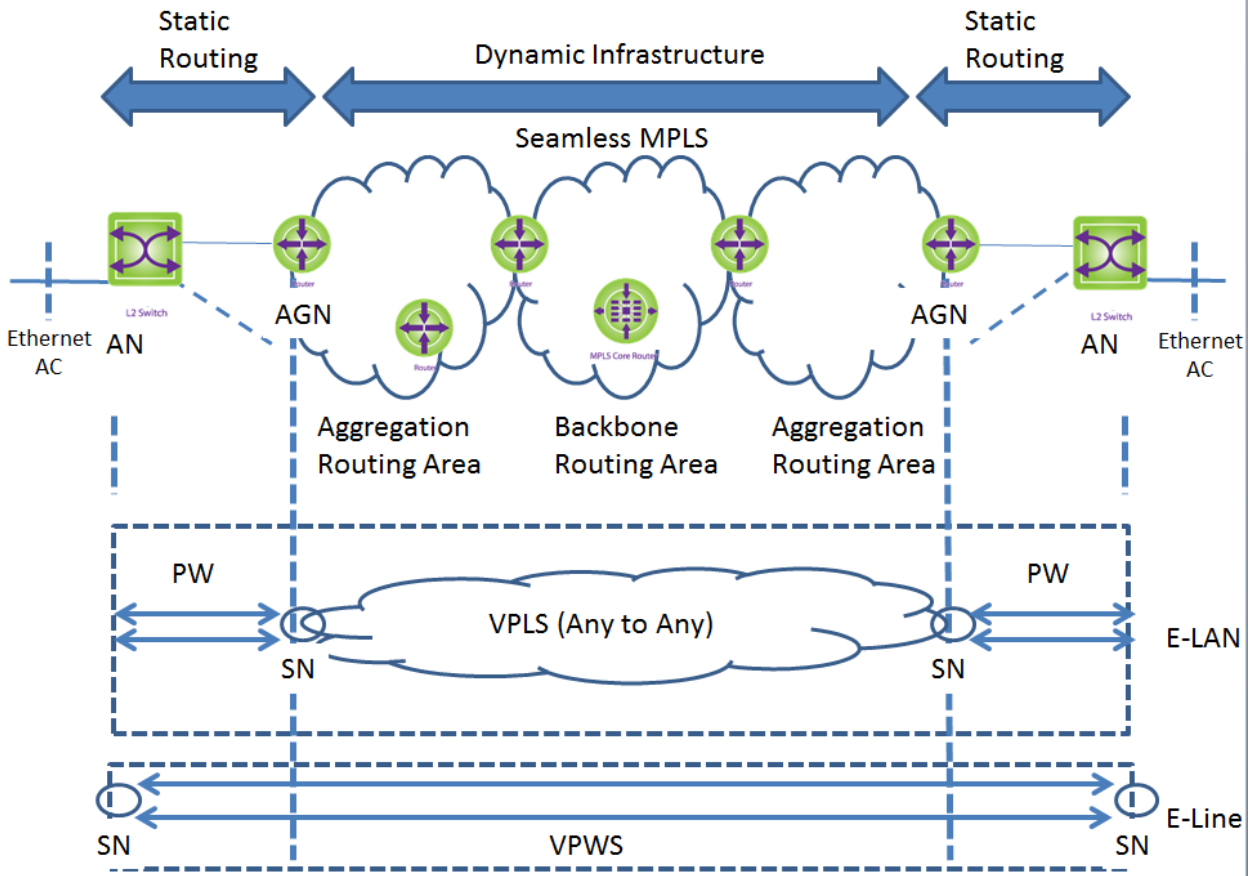 Static
Routing
Dynamic Infrastructure
Static
Routing
Seamless MPLS
Router
Router
Router
Router
L2 Switch
L2 Switch
AGN
AGN
Ethernet
AC
AN
AN
Ethernet
AC
Router
MPLS Core Router
Aggregation
Routing Area
Backbone
Routing Area
Aggregation
Routing Area
PW
PW
VPLS (Any to Any)
E-LAN
SN
SN
E-Line
SN
VPWS
SN